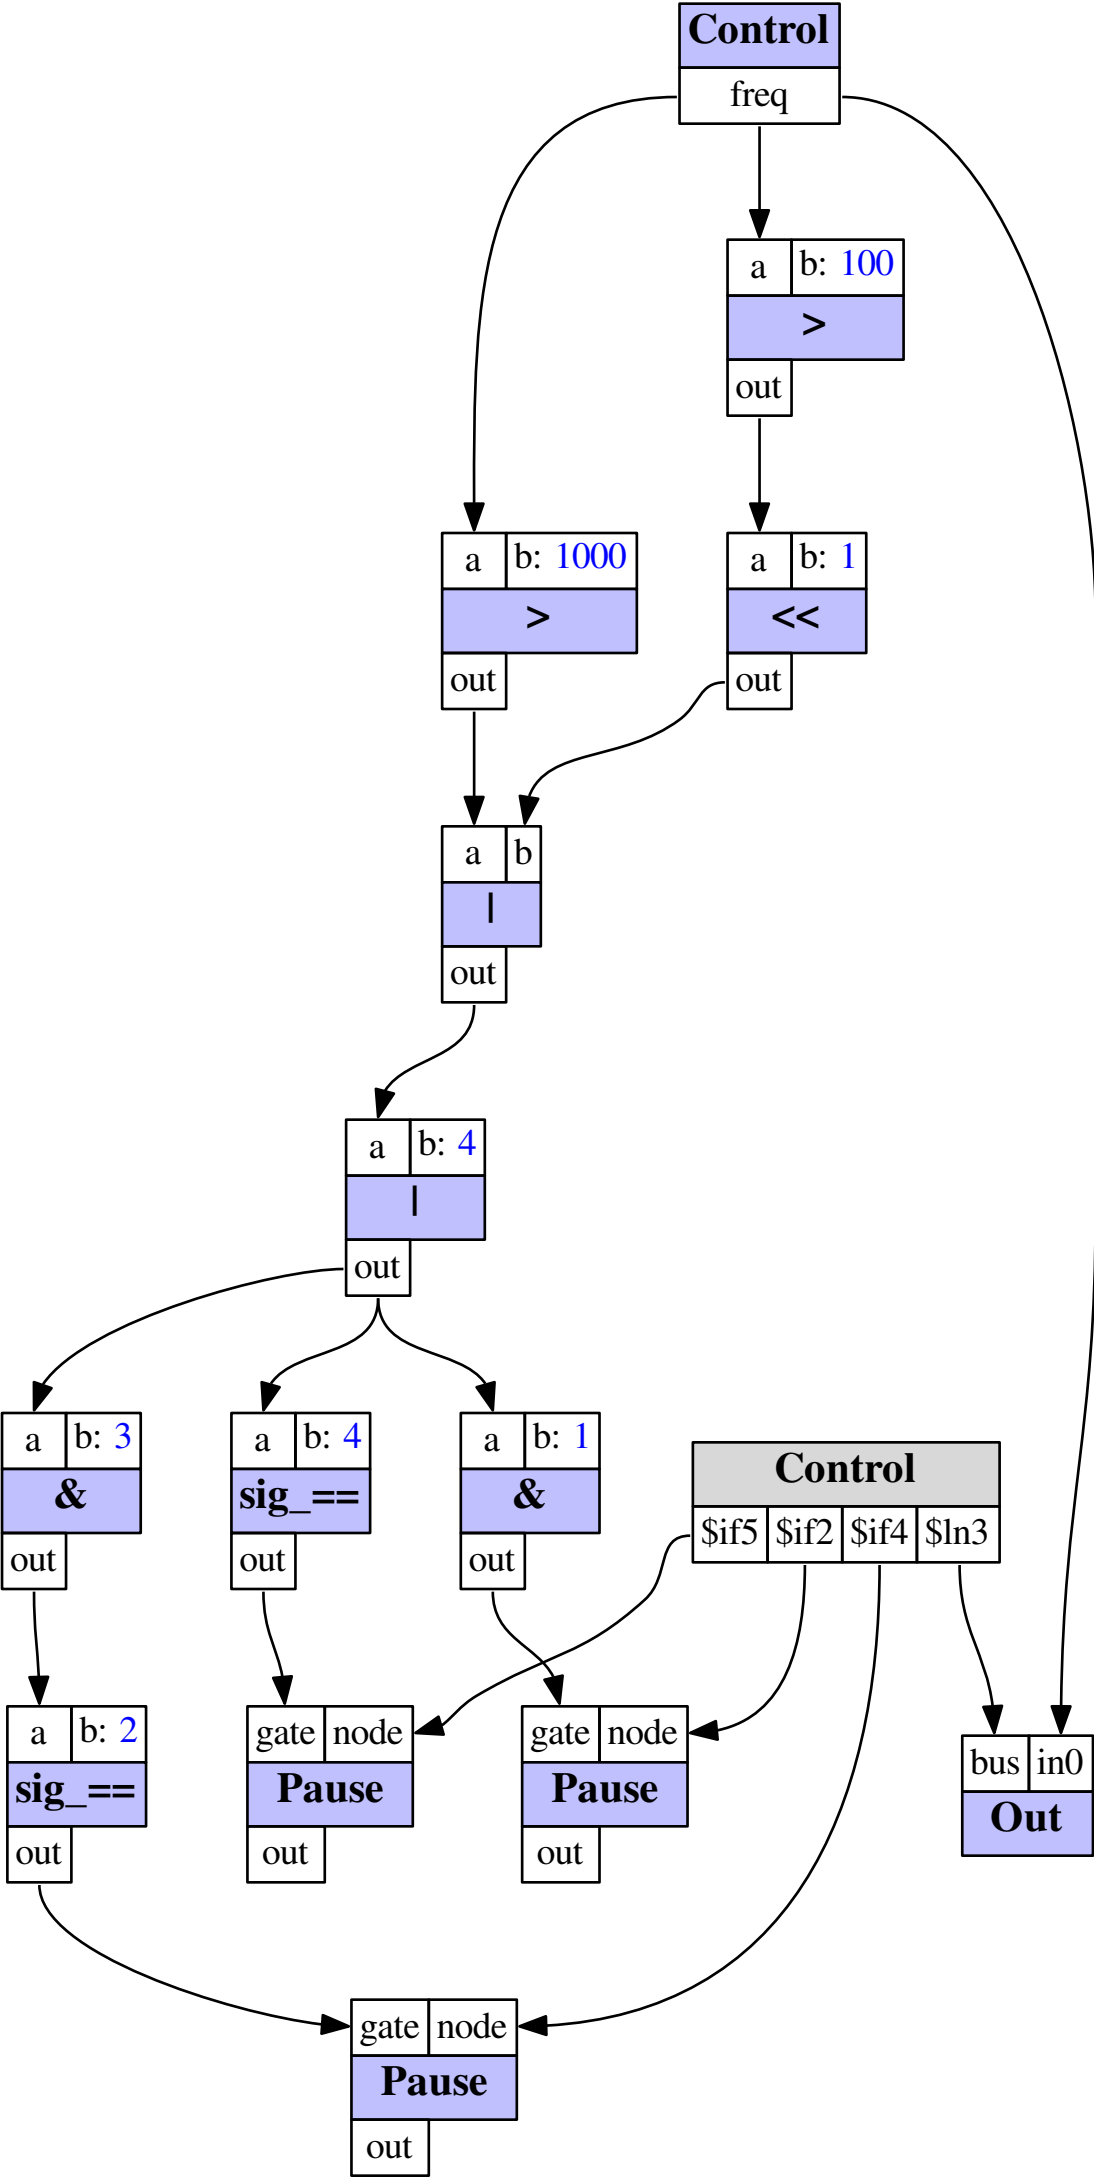 Control
freq
a b: 100
>
out
a b: 1000
>
out
a b: 1
<<
out
a b
|
out
a b: 4
|
out
a b: 3
&
out
a b: 4
sig_==
out
a b: 1
&
out
Control
$if5 $if2 $if4 $ln3
a b: 2
sig_==
out
gate node
Pause
out
gate node
Pause
out
bus in0
Out
gate node
Pause
out